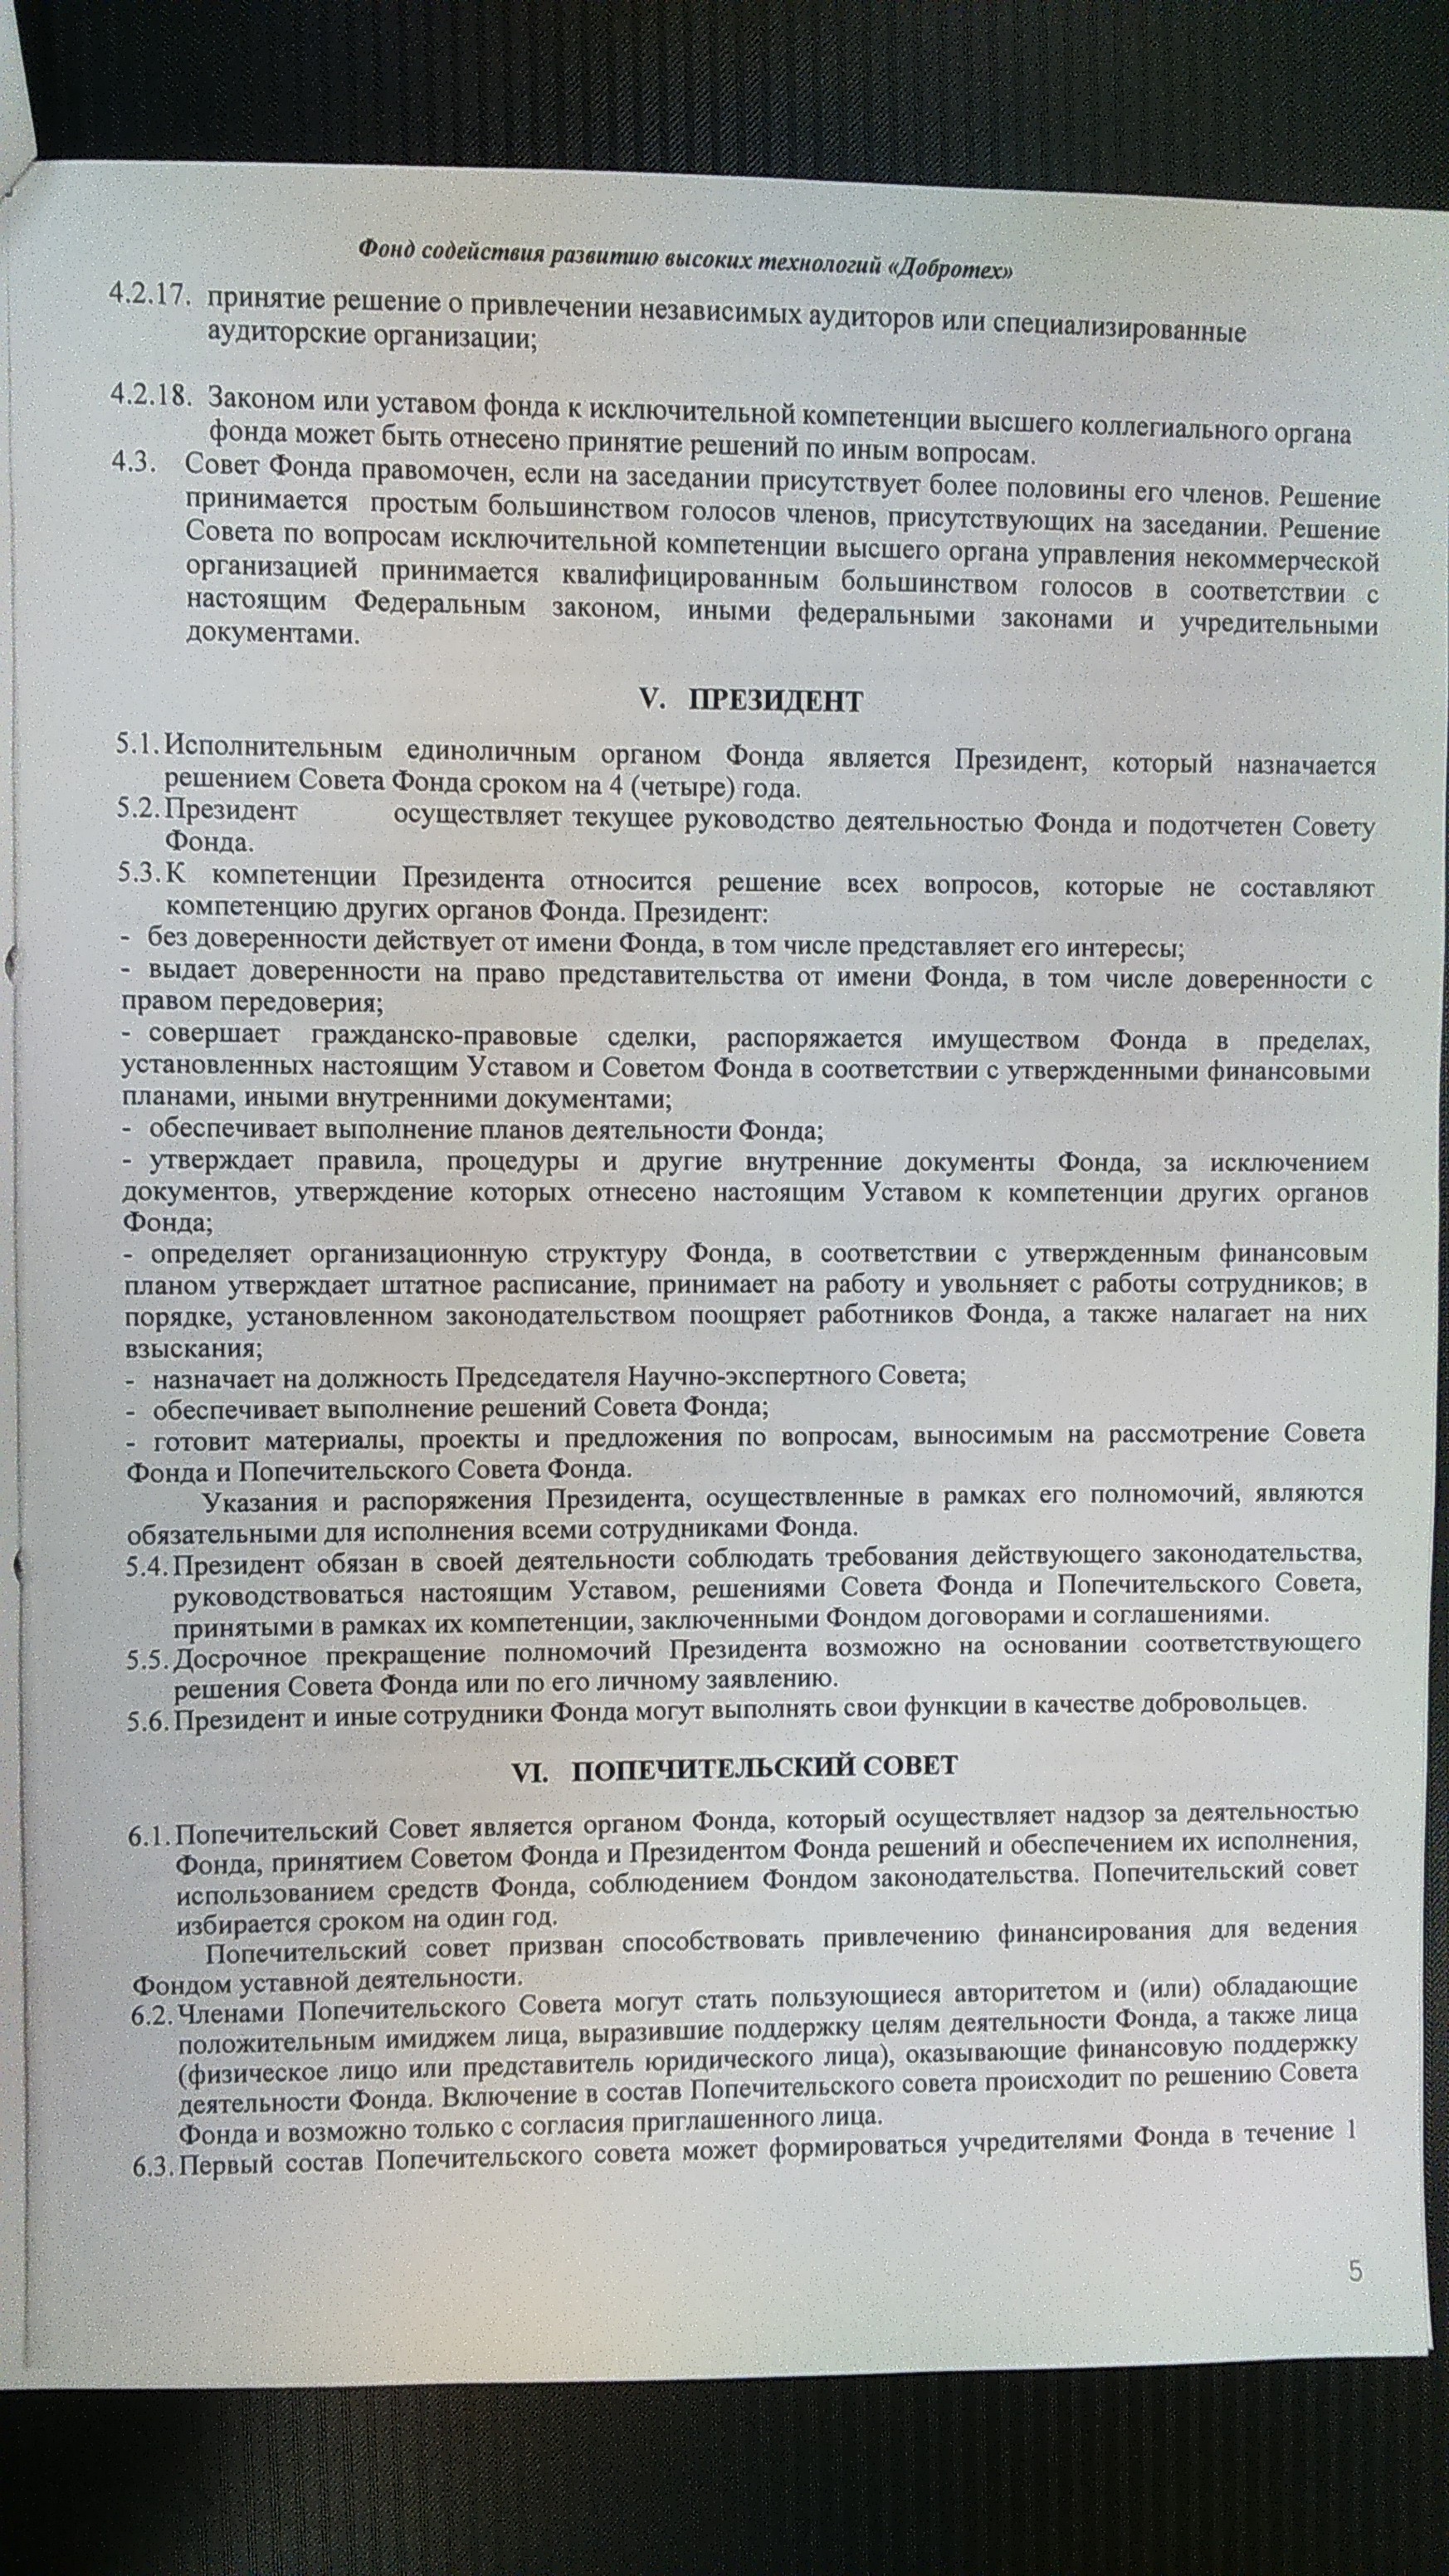 Фонд содействия развитию высоких технологий «Добротех»
4.2.17. принятие решение о привлечении независимых аудиторов или специализированные
аудиторские организации;
4.2.18. Законом или уставом фонда к исключительной компетенции высшего коллегиального органа
фонда может быть отнесено принятие решений по иным вопросам.
4.3. Совет Фонда правомочен, если на заседании присутствует более половины его членов. Решение
принимается простым большинством голосов членов, присутствующих на заседании. Решение
Совета по вопросам исключительной компетенции высшего органа управления некоммерческой
организацией принимается квалифицированным большинством голосов в соответствии с
настоящим Федеральным законом, иными федеральными законами и учредительными
документами.
V. ПРЕЗИДЕНТ
5.1. Исполнительным единоличным органом Фонда является Президент, который назначается
решением Совета Фонда сроком на 4 (четыре) года.
5.2. Президент осуществляет текущее руководство деятельностью Фонда и подотчетен Совету
Фонда.
5.3. К компетенции Президента относится решение всех вопросов, которые не составляют
компетенцию других органов Фонда. Президент:
- без доверенности действует от имени Фонда, в том числе представляет его интересы;
- выдает доверенности на право представительства от имени Фонда, в том числе доверенности с
правом передоверия;
- совершает гражданско-правовые сделки, распоряжается имуществом Фонда в пределах,
установленных настоящим Уставом и Советом Фонда в соответствии с утвержденными финансовыми
планами, иными внутренними документами;
- обеспечивает выполнение планов деятельности Фонда;
- утверждает правила, процедуры и другие внутренние документы Фонда, за исключением
документов, утверждение которых отнесено настоящим Уставом к компетенции других органов
Фонда;
- определяет организационную структуру Фонда, в соответствии с утвержденным финансовым
планом утверждает штатное расписание, принимает на работу и увольняет с работы сотрудников; в
порядке, установленном законодательством поощряет работников Фонда, а также налагает на них
взыскания;
- назначает на должность Председателя Научно-экспертного Совета;
- обеспечивает выполнение решений Совета Фонда;
- готовит материалы, проекты и предложения по вопросам, выносимым на рассмотрение Совета
Фонда и Попечительского Совета Фонда.
Указания и распоряжения Президента, осуществленные в рамках его полномочий, являются
обязательными для исполнения всеми сотрудниками Фонда.
5.4. Президент обязан в своей деятельности соблюдать требования действующего законодательства,
руководствоваться настоящим Уставом, решениями Совета Фонда и Попечительского Совета,
принятыми в рамках их компетенции, заключенными Фондом договорами и соглашениями.
5.5. Досрочное прекращение полномочий Президента возможно на основании соответствующего
решения Совета Фонда или по его личному заявлению.
5.6. Президент и иные сотрудники Фонда могут выполнять свои функции в качестве добровольцев.
VI. ПОПЕЧИТЕЛЬСКИЙ СОВЕТ
6.1. Попечительский Совет является органом Фонда, который осуществляет надзор за деятельностью
Фонда, принятием Советом Фонда и Президентом Фонда решений и обеспечением их исполнения,
использованием средств Фонда, соблюдением Фондом законодательства. Попечительский совет
избирается сроком на один год.
Попечительский совет призван способствовать привлечению финансирования для ведения
Фондом уставной деятельности.
6.2. Членами Попечительского Совета могут стать пользующиеся авторитетом и (или) обладающие
положительным имиджем лица, выразившие поддержку целям деятельности Фонда, а также лица
(физическое лицо или представитель юридического лица), оказывающие финансовую поддержку
деятельности Фонда. Включение в состав Попечительского совета происходит по решению Совета
Фонда и возможно только с согласия приглашенного лица.
6.3. Первый состав Попечительского совета может формироваться учредителями Фонда в течение 1
5